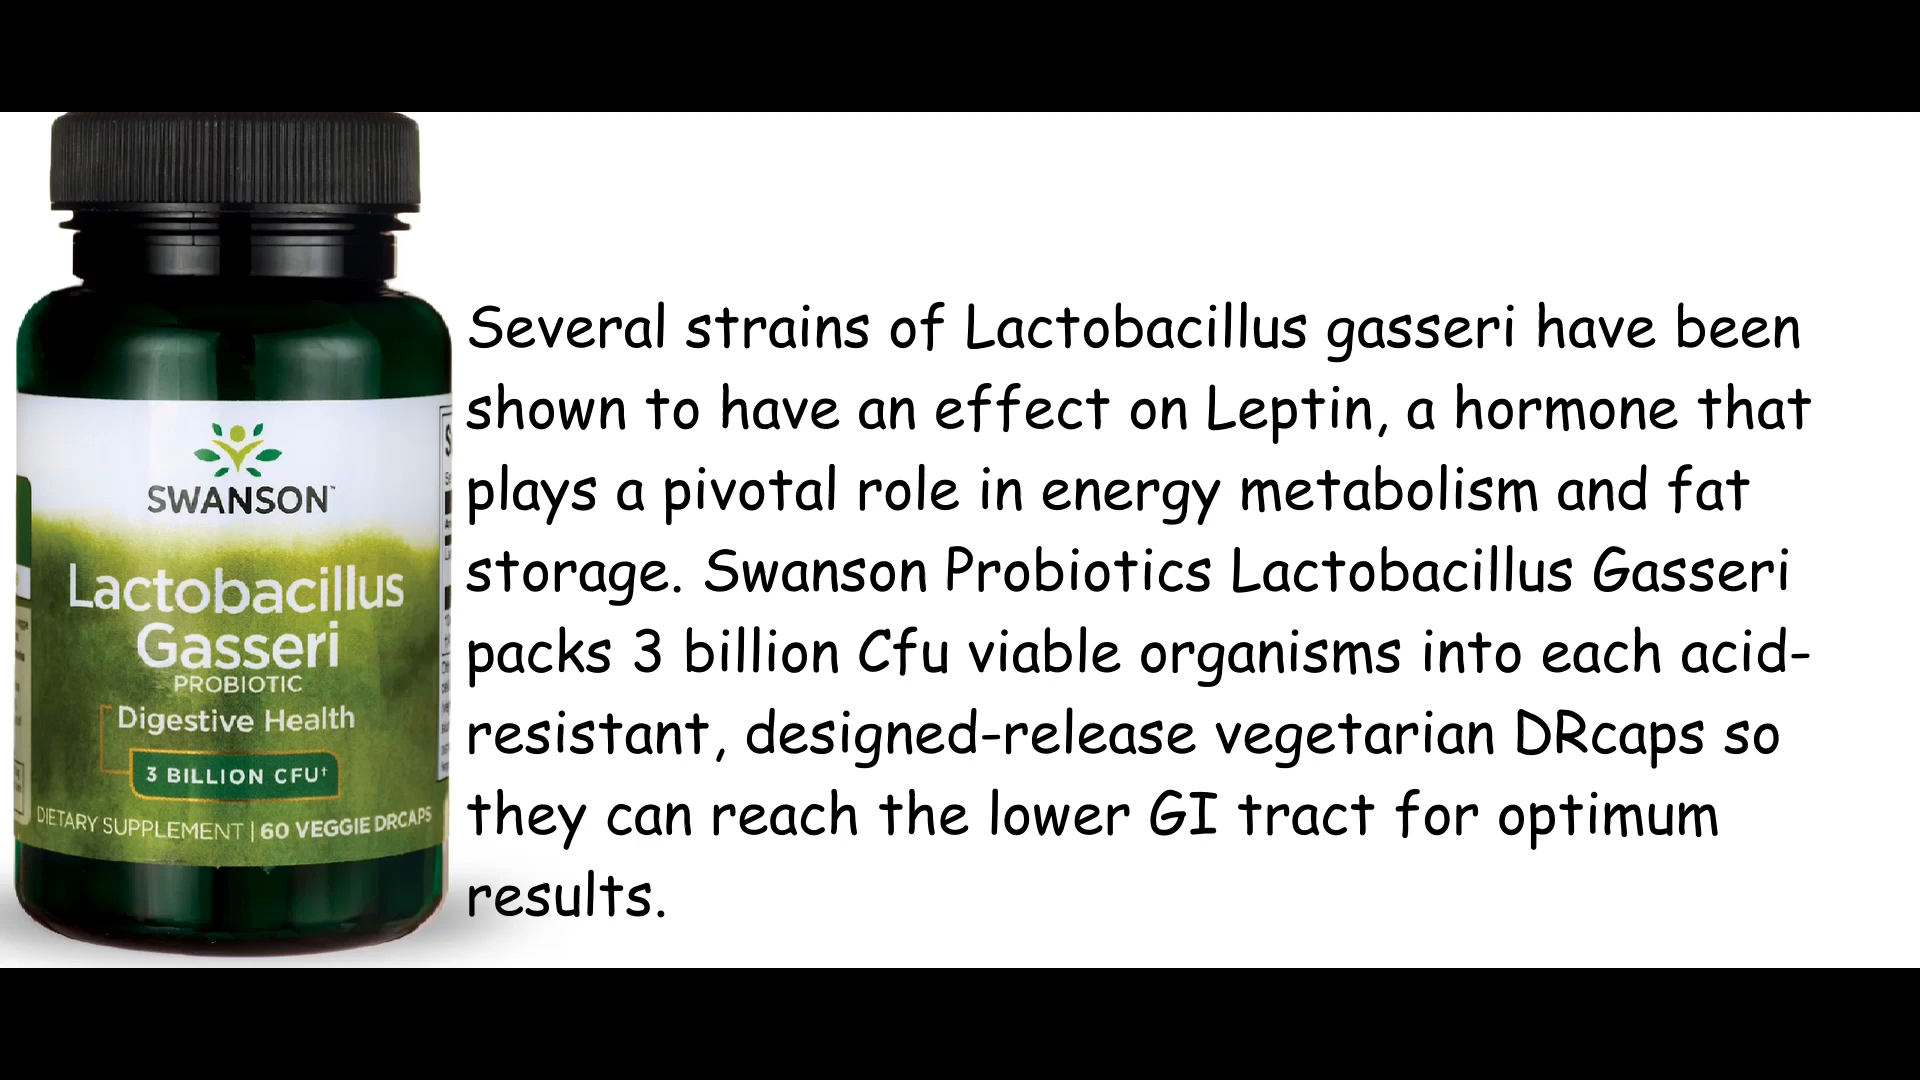 SWANSON™
Lactobacillus
Gasseri
PROBIOTIC
Digestive Health
3 BILLION CFU†
DIETARY SUPPLEMENT | 60 VEGGIE DRCAPS
Several strains of Lactobacillus gasseri have been
shown to have an effect on Leptin, a hormone that
plays a pivotal role in energy metabolism and fat
storage. Swanson Probiotics Lactobacillus Gasseri
packs 3 billion Cfu viable organisms into each acid-
resistant, designed-release vegetarian DRcaps so
they can reach the lower GI tract for optimum
results.